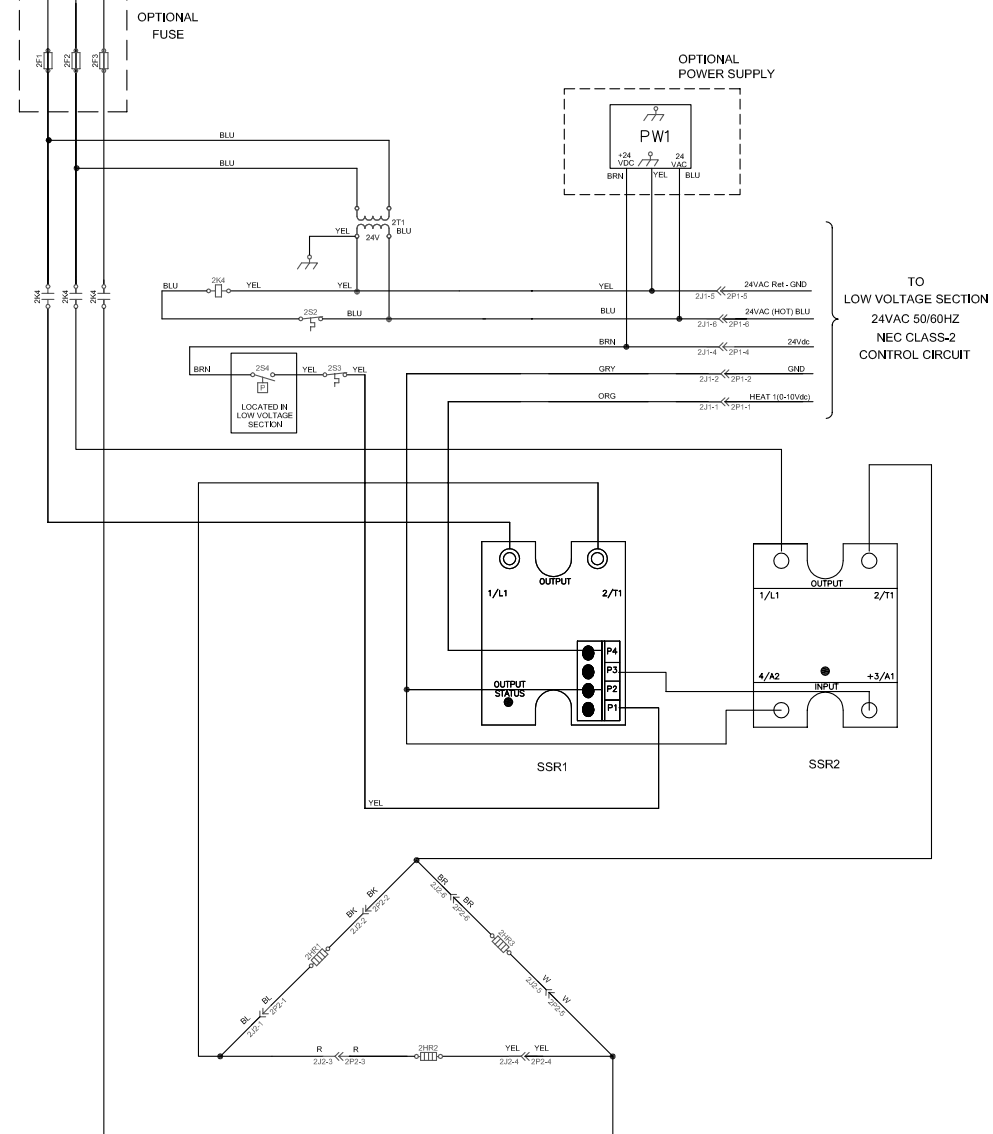 OPTIONAL
FUSE
2F1
2F2
2F3
OPTIONAL
POWER SUPPLY
PW1
+24
VDC
24
VAC
BRN
YEL
BLU
BLU
BLU
2T1
YEL
BLU
24V
2K4
BLU
YEL
YEL
YEL
24VAC Ret - GND
2J1-5
2P1-5
2K4
2K4
2K4
2S2
BLU
BLU
24VAC (HOT) BLU
2J1-6
2P1-6
BRN
24Vdc
2J1-4
2P1-4
TO
LOW VOLTAGE SECTION
24VAC 50/60HZ
NEC CLASS-2
CONTROL CIRCUIT
BRN
2S4
P
YEL
2S3
YEL
LOCATED IN
LOW VOLTAGE
SECTION
GRY
GND
2J1-2
2P1-2
ORG
HEAT 1(0-10Vdc)
2J1-1
2P1-1
OUTPUT
1/L1
2/T1
P4
P3
P2
P1
OUTPUT
STATUS
SSR1
OUTPUT
1/L1
2/T1
4/A2
+3/A1
INPUT
SSR2
YEL
BK
BK
2J2-2
2P2-2
BR
BR
2J2-6
2P2-6
2HR1
2HR3
BL
BL
2J2-1
2P2-1
W
W
2J2-5
2P2-5
R
R
2J2-3
2P2-3
2HR2
YEL
YEL
2J2-4
2P2-4